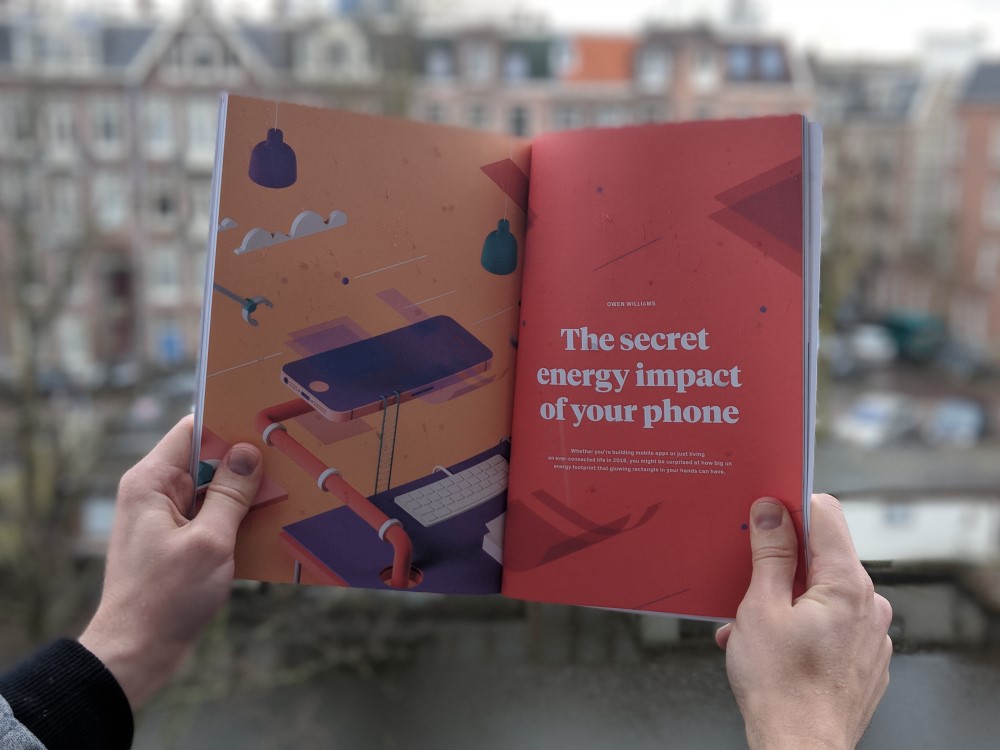 OWEN WILLIAMS
The secret
energy impact
of your phone
Whether you're building mobile apps or just living
an ever-connected life in 2018, you might be surprised at how big an
energy footprint that glowing rectangle in your hands can have.